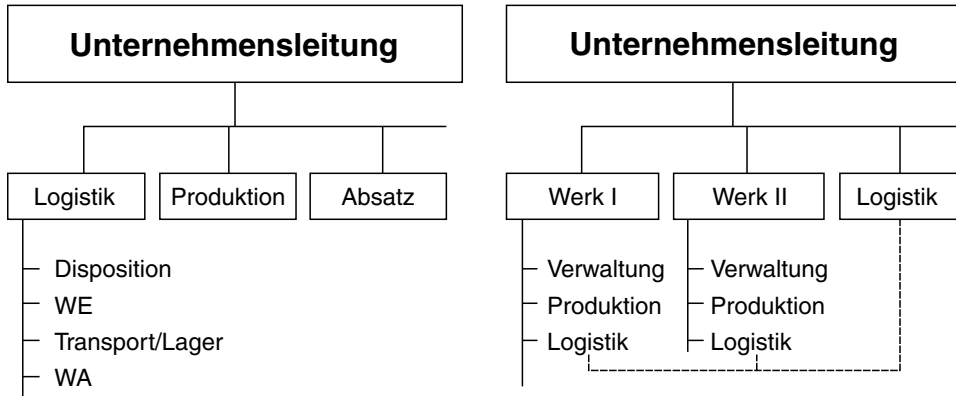 Unternehmensleitung
Logistik
Produktion
Absatz
Disposition
WE
Transport/Lager
WA
Unternehmensleitung
Werk I
Werk II
Logistik
Verwaltung
Produktion
Logistik
Verwaltung
Produktion
Logistik